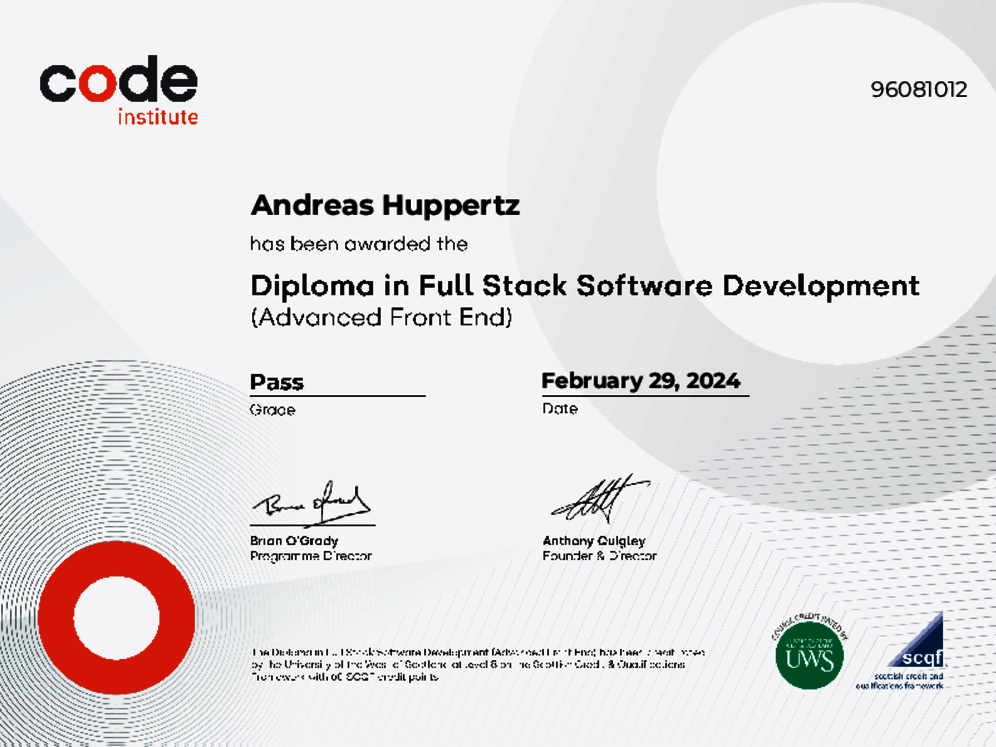 code
institute
96081012
Andreas Huppertz
has been awarded the
Diploma in Full Stack Software Development
(Advanced Front End)
Pass
February 29, 2024
Grade
Date
Brian O'Grady
Programme Director
Anthony Quigley
Founder & Director
The Diploma in Full Stack Software Development (Advanced Front End) has been credit rated
by the University of the West of Scotland at Level 8 on the Scottish Credit & Qualifications
Framework with 60 SCQF credit points
COURSE CREDIT RATED BY
UWS
scqf
scottish credit and
qualifications framework